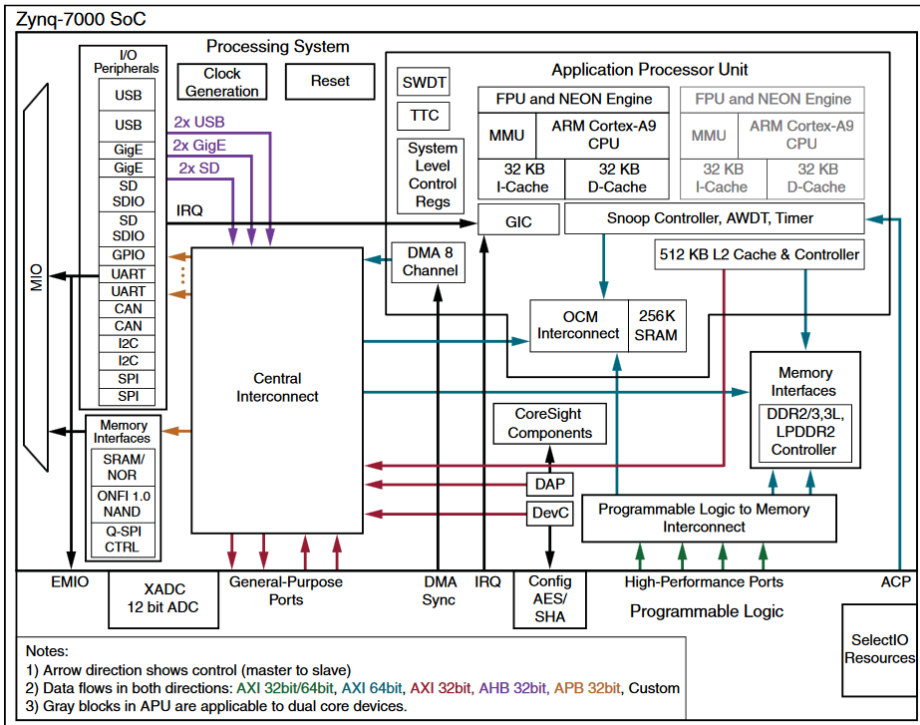 Zynq-7000 SoC
Processing System
I/O
Peripherals
USB
USB
GigE
GigE
SD
SDIO
SD
SDIO
GPIO
UART
UART
CAN
CAN
I2C
I2C
SPI
SPI
MIO
Clock
Generation
Reset
2x USB
2x GigE
2x SD
IRQ
Application Processor Unit
SWDT
TTC
System
Level
Control
Regs
FPU and NEON Engine
MMU
ARM Cortex-A9
CPU
32 KB
I-Cache
32 KB
D-Cache
FPU and NEON Engine
MMU
ARM Cortex-A9
CPU
32 KB
I-Cache
32 KB
D-Cache
GIC
Snoop Controller, AWDT, Timer
DMA 8
Channel
512 KB L2 Cache & Controller
OCM
Interconnect
256K
SRAM
Central
Interconnect
Memory
Interfaces
DDR2/3,3L,
LPDDR2
Controller
CoreSight
Components
DAP
DevC
Programmable Logic to Memory
Interconnect
Memory
Interfaces
SRAM/
NOR
ONFI 1.0
NAND
Q-SPI
CTRL
EMIO
XADC
12 bit ADC
General-Purpose
Ports
DMA
Sync
IRQ
Config
AES/
SHA
High-Performance Ports
ACP
Programmable Logic
SelectIO
Resources
Notes:
1) Arrow direction shows control (master to slave)
2) Data flows in both directions: AXI 32bit/64bit, AXI 64bit, AXI 32bit, AHB 32bit, APB 32bit, Custom
3) Gray blocks in APU are applicable to dual core devices.